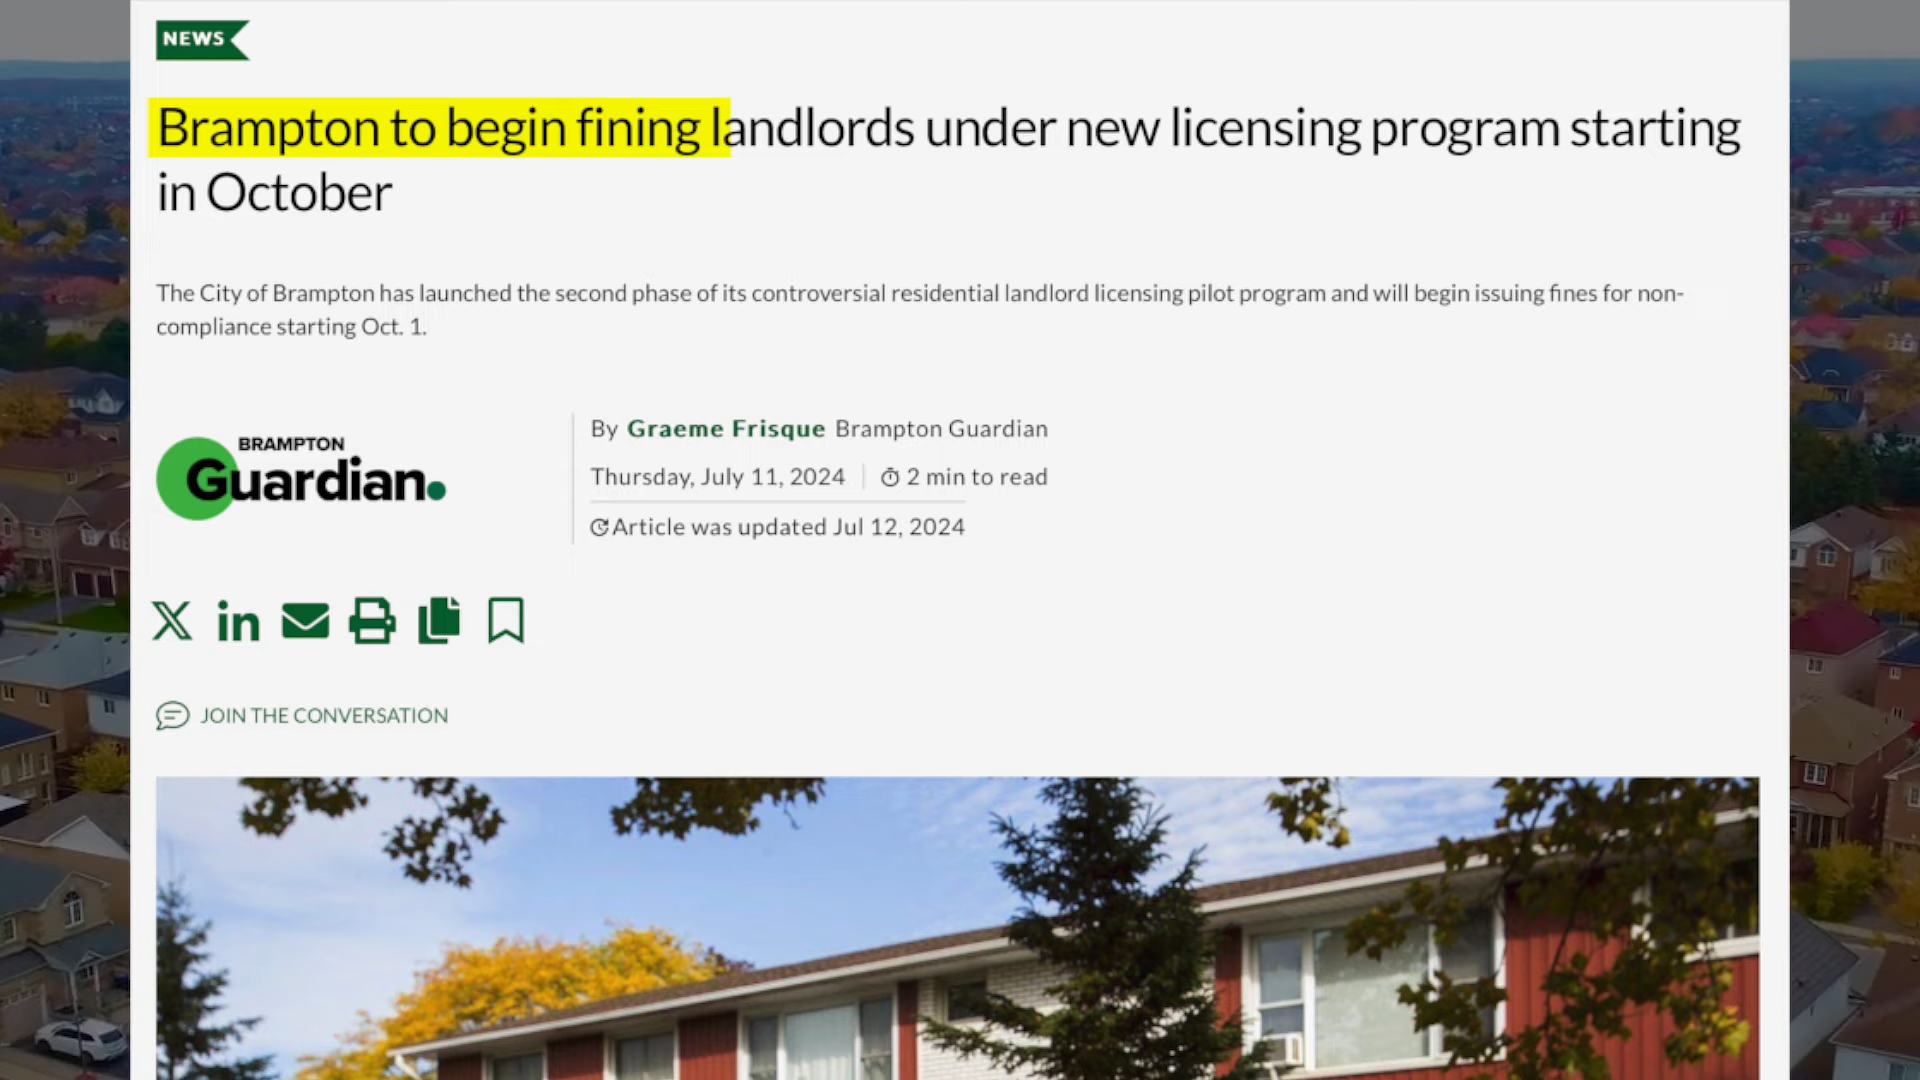 NEWS
Brampton to begin fining landlords under new licensing program starting
in October
The City of Brampton has launched the second phase of its controversial residential landlord licensing pilot program and will begin issuing fines for non-
compliance starting Oct. 1.
BRAMPTON
Guardian.
By Graeme Frisque Brampton Guardian
Thursday, July 11, 2024 2 min to read
Article was updated Jul 12, 2024
JOIN THE CONVERSATION